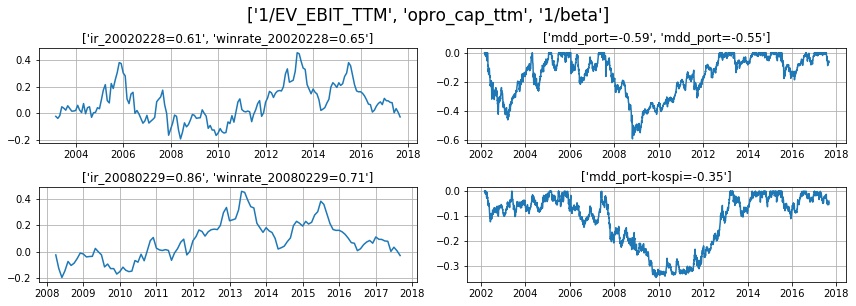 ['1/EV_EBIT_TTM', 'opro_cap_ttm', '1/beta']
['ir_20020228=0.61', 'winrate_20020228=0.65']
0.4
0.2
0.0
−0.2
2004 2006 2008 2010 2012 2014 2016 2018
['mdd_port=-0.59', 'mdd_port=-0.55']
0.0
−0.2
−0.4
−0.6
2002 2004 2006 2008 2010 2012 2014 2016 2018
['ir_20080229=0.86', 'winrate_20080229=0.71']
0.4
0.2
0.0
−0.2
2008 2009 2010 2011 2012 2013 2014 2015 2016 2017 2018
['mdd_port-kospi=-0.35']
0.0
−0.1
−0.2
−0.3
2002 2004 2006 2008 2010 2012 2014 2016 2018